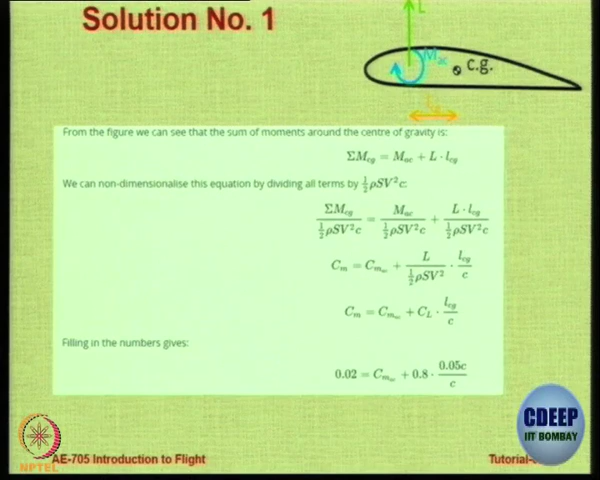 Solution No. 1
L
M
c.g.
From the figure we can see that the sum of moments around the centre of gravity is:
ΣM_cg = M_ac + L · l_cg
We can non-dimensionalise this equation by dividing all terms by ½ρSV²c:
ΣM_cg / ½ρSV²c = M_ac / ½ρSV²c + L · l_cg / ½ρSV²c
C_m = C_m_ac + L / ½ρSV² · l_cg / c
C_m = C_m_ac + C_L · l_cg / c
Filling in the numbers gives:
0.02 = C_m_ac + 0.8 · 0.05c / c
CDEEP
IIT BOMBAY
NPTEL
AE-705 Introduction to Flight